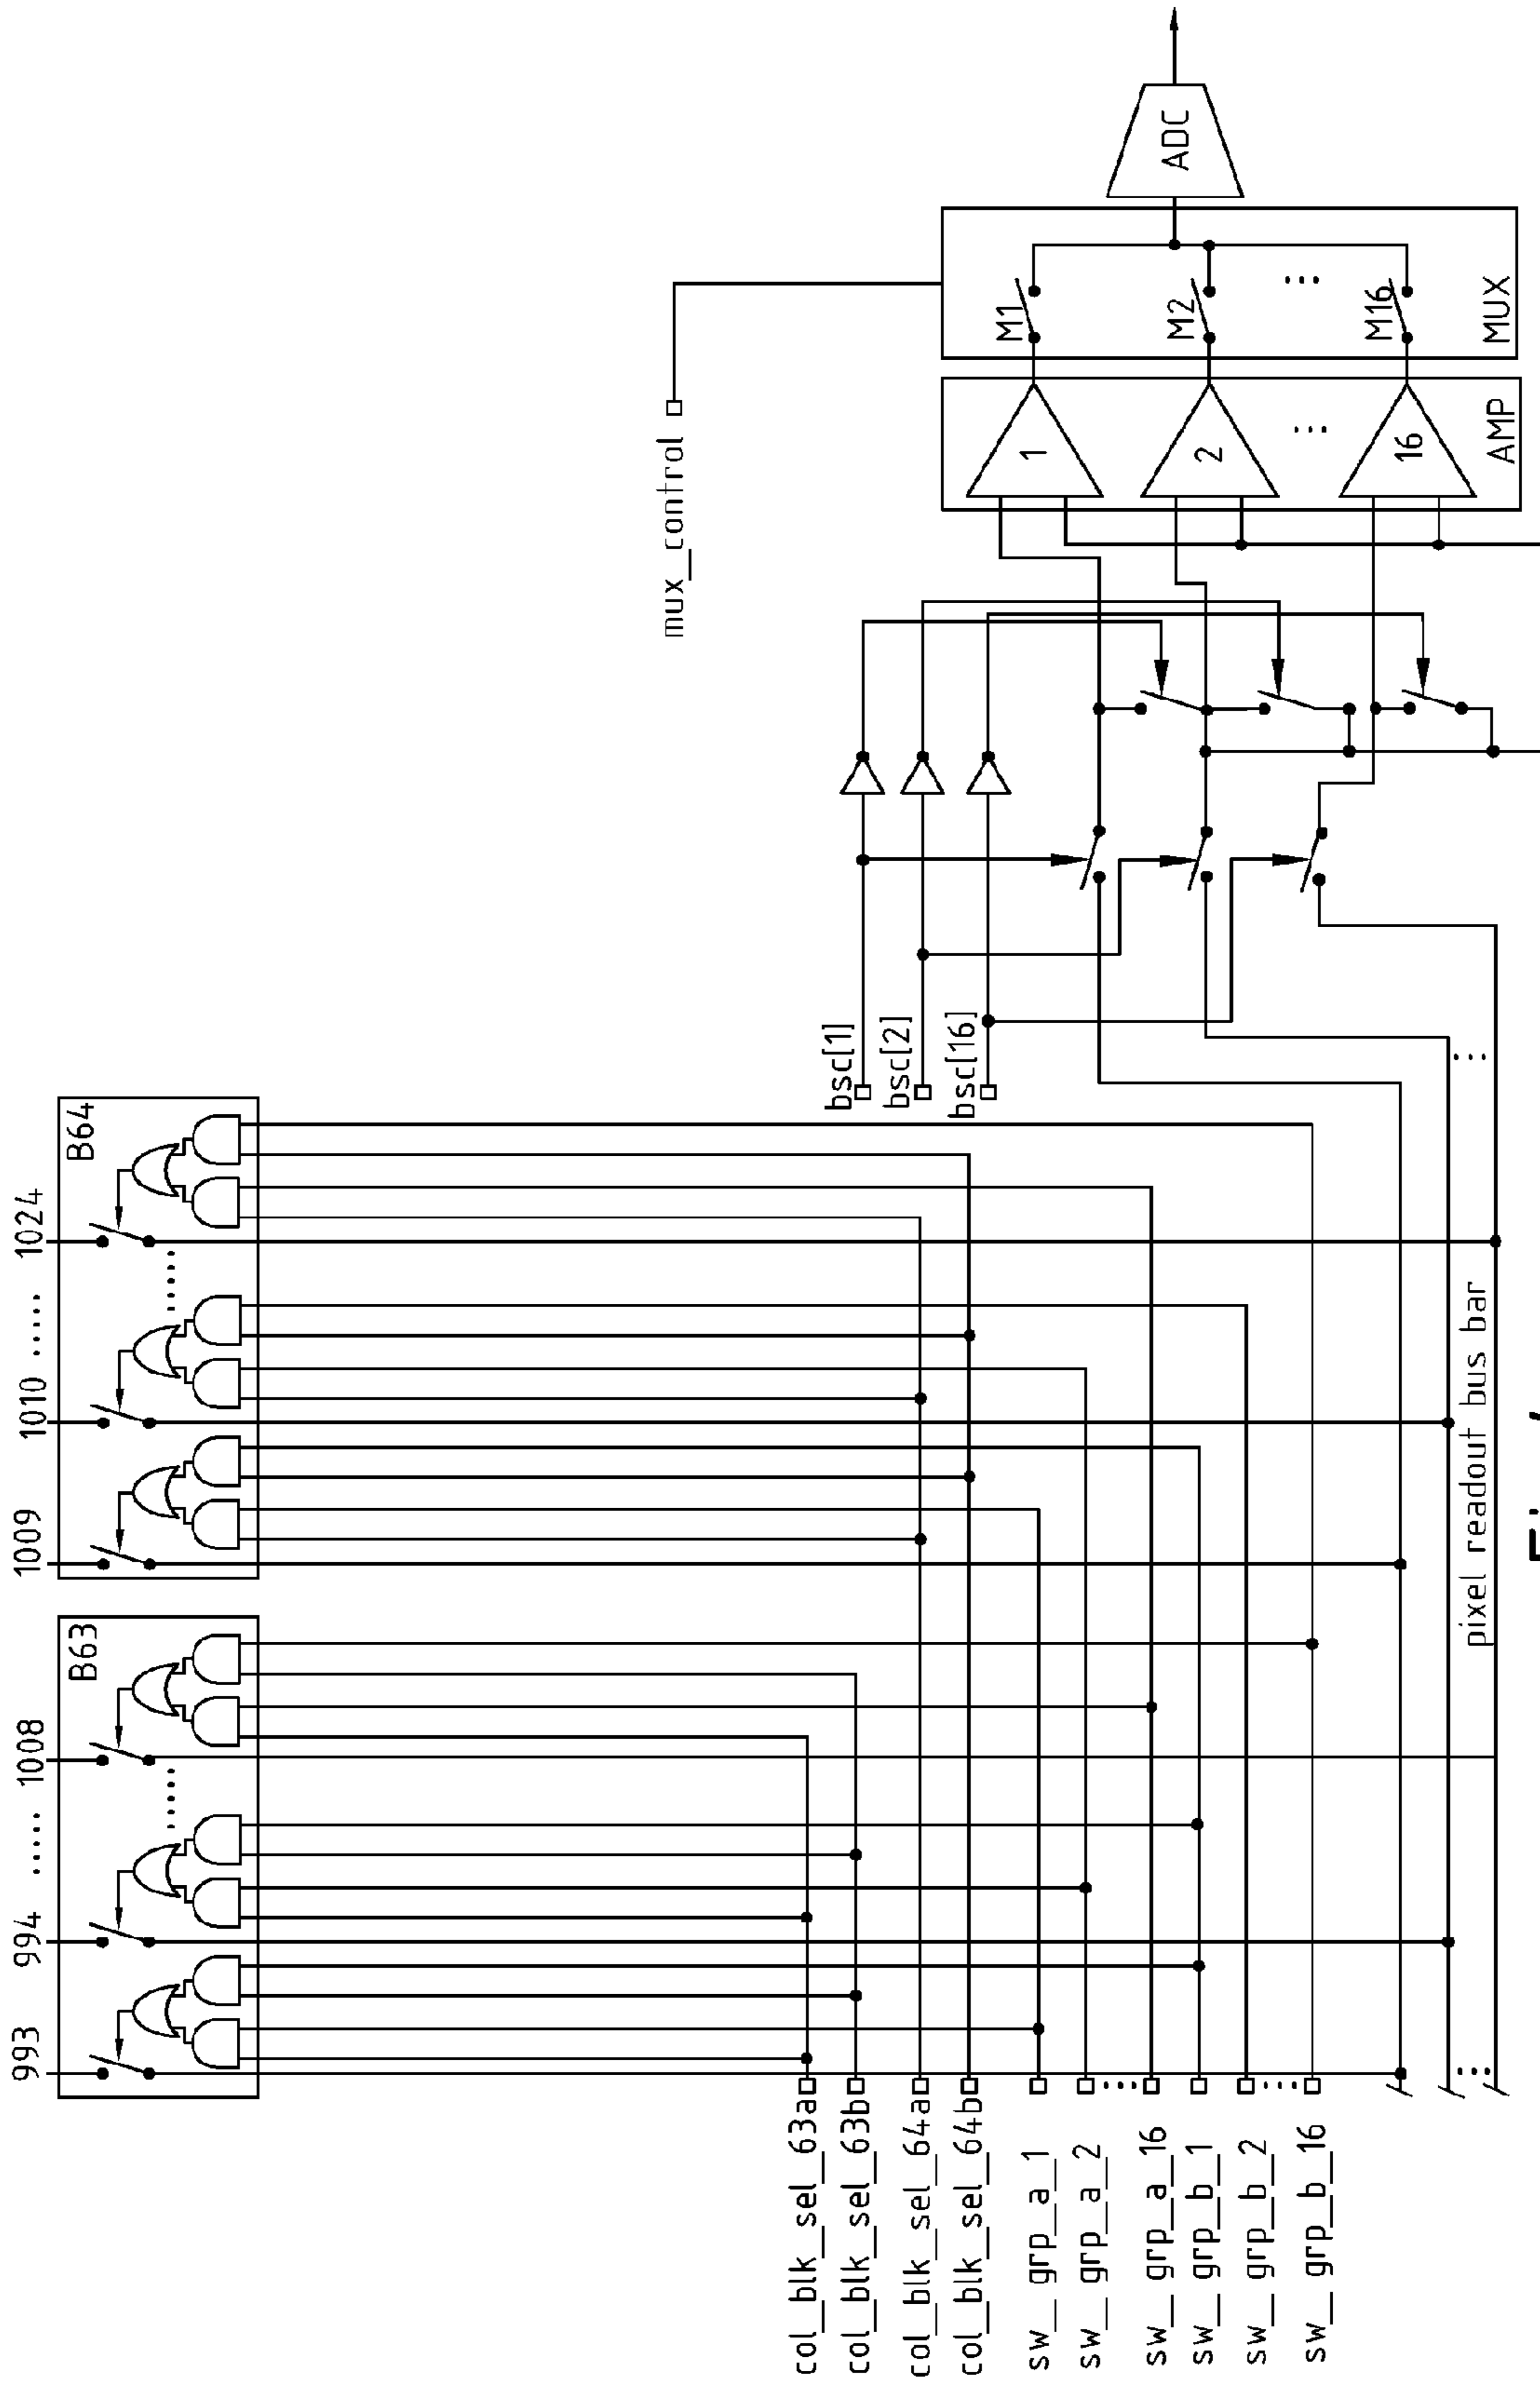 993 994 ..... 1008 1009 1010 ..... 1024
B63
B64
col_blk_sel_63a
col_blk_sel_63b
col_blk_sel_64a
col_blk_sel_64b
sw_grp_a_1
sw_grp_a_2
sw_grp_a_16
sw_grp_b_1
sw_grp_b_2
sw_grp_b_16
pixel readout bus bar
bsc[1]
bsc[2]
bsc[16]
mux_control
1
2
16
AMP
M1
M2
M16
MUX
ADC